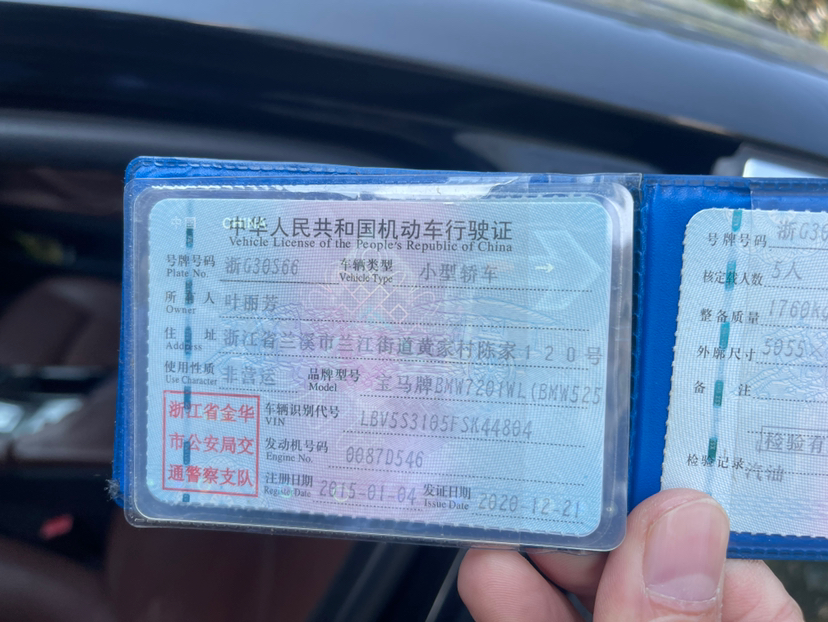 中国 CHINA
中华人民共和国机动车行驶证
Vehicle License of the People's Republic of China
号牌号码 浙G30S66 车辆类型 小型轿车
Plate No. Vehicle Type
所有人 叶丽芳
Owner
住址 浙江省兰溪市兰江街道黄家村陈家120号
Address
使用性质 非营运 品牌型号 宝马牌BMW7201WL(BMW525
Use Character Model
浙江省金华
市公安局交
通警察支队
车辆识别代号 LBV5S3105FSK44804
VIN
发动机号码 0087D546
Engine No.
注册日期 2015-01-04 发证日期 2020-12-21
Register Date Issue Date
号牌号码 浙G30
核定载人数 5人
整备质量 1760K
外廓尺寸 5055×
备注
检验有
检验记录 汽油